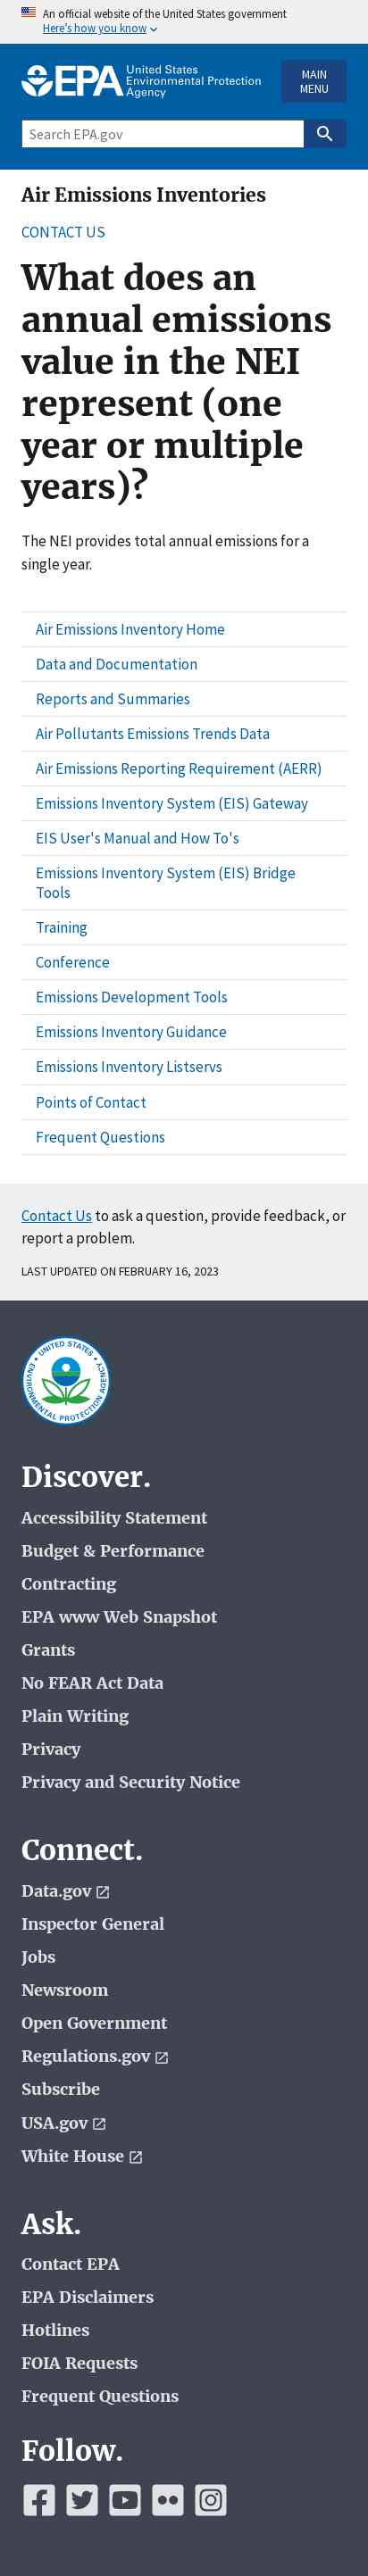 An official website of the United States government
Here's how you know
EPA United States
Environmental Protection
Agency
MAIN
MENU
Search EPA.gov
Air Emissions Inventories
CONTACT US
What does an
annual emissions
value in the NEI
represent (one
year or multiple
years)?
The NEI provides total annual emissions for a
single year.
Air Emissions Inventory Home
Data and Documentation
Reports and Summaries
Air Pollutants Emissions Trends Data
Air Emissions Reporting Requirement (AERR)
Emissions Inventory System (EIS) Gateway
EIS User's Manual and How To's
Emissions Inventory System (EIS) Bridge
Tools
Training
Conference
Emissions Development Tools
Emissions Inventory Guidance
Emissions Inventory Listservs
Points of Contact
Frequent Questions
Contact Us to ask a question, provide feedback, or
report a problem.
LAST UPDATED ON FEBRUARY 16, 2023
UNITED STATES
ENVIRONMENTAL PROTECTION AGENCY
Discover.
Accessibility Statement
Budget & Performance
Contracting
EPA www Web Snapshot
Grants
No FEAR Act Data
Plain Writing
Privacy
Privacy and Security Notice
Connect.
Data.gov
Inspector General
Jobs
Newsroom
Open Government
Regulations.gov
Subscribe
USA.gov
White House
Ask.
Contact EPA
EPA Disclaimers
Hotlines
FOIA Requests
Frequent Questions
Follow.